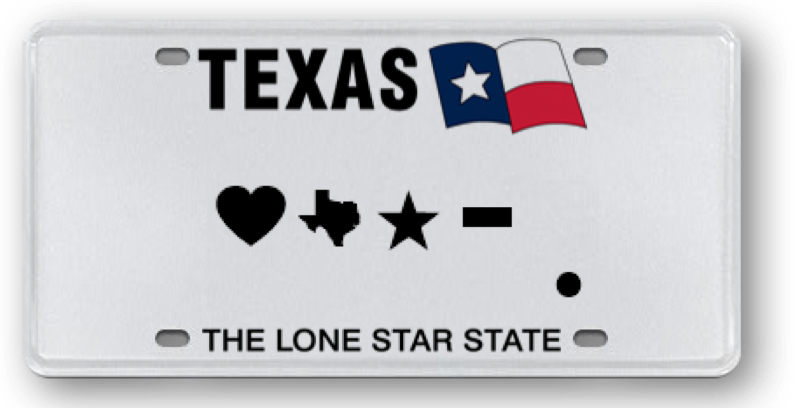 TEXAS
♥ ★ - .
THE LONE STAR STATE